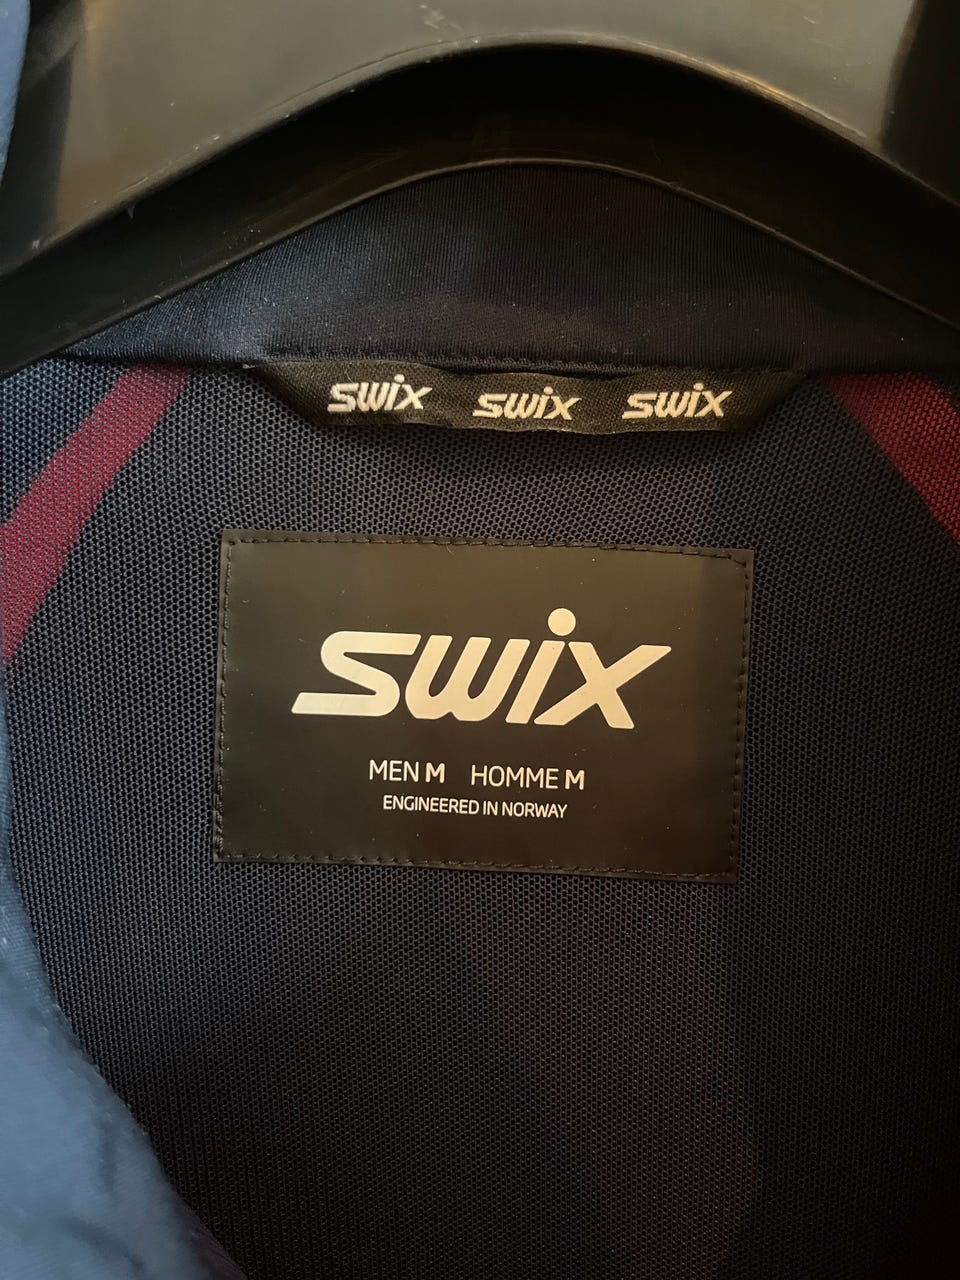 swix swix swix
swix
MEN M HOMME M
ENGINEERED IN NORWAY